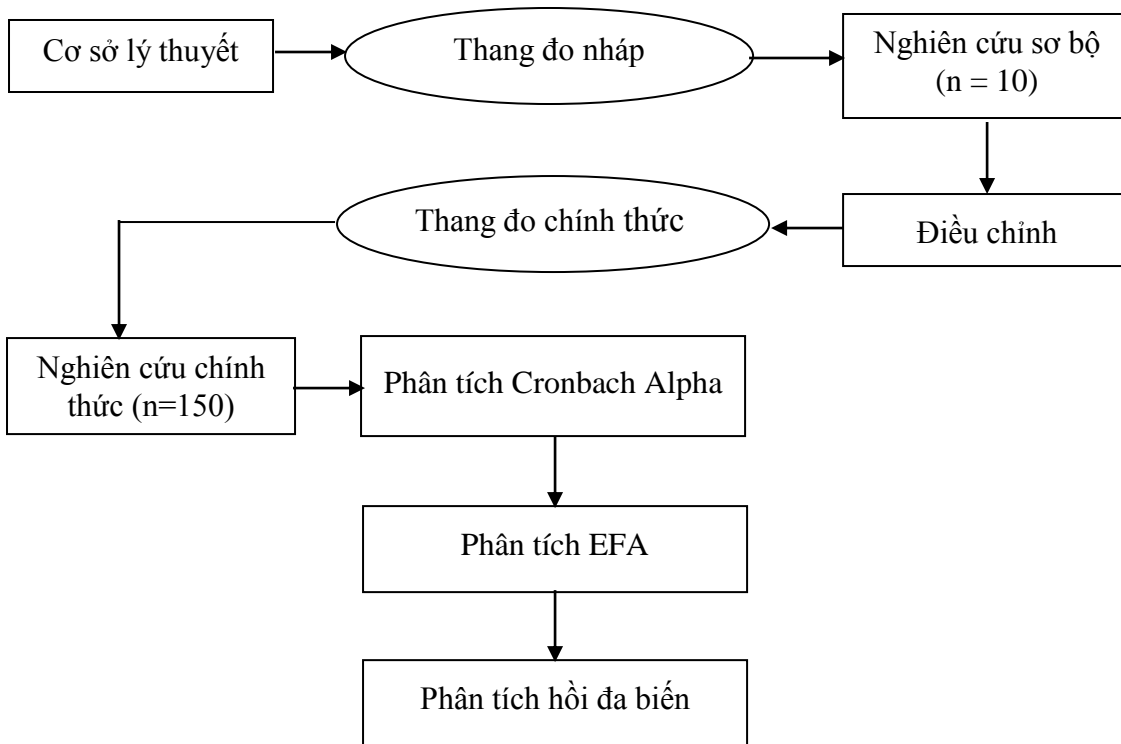 Cơ sở lý thuyết
Thang đo nháp
Nghiên cứu sơ bộ
(n = 10)
Điều chỉnh
Thang đo chính thức
Nghiên cứu chính
thức (n=150)
Phân tích Cronbach Alpha
Phân tích EFA
Phân tích hồi đa biến